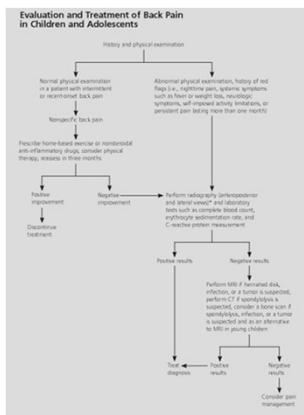 Evaluation and Treatment of Back Pain
in Children and Adolescents
History and physical examination
Normal physical examination
in a patient with intermittent
or recent-onset back pain
Abnormal physical examination, history of red
flags (i.e., nighttime pain, systemic symptoms
such as fever or weight loss, neurologic
symptoms, self-imposed activity limitations, or
persistent pain lasting more than one month)
Nonspecific back pain
Prescribe home-based exercise or nonsteroidal
anti-inflammatory drugs, consider physical
therapy; reassess in three months
Positive
improvement
Negative
improvement
Perform radiography (anteroposterior
and lateral views)* and laboratory
tests such as complete blood count,
erythrocyte sedimentation rate, and
C-reactive protein measurement
Discontinue
treatment
Positive results
Negative results
Perform MRI if herniated disk,
infection, or a tumor is suspected,
perform CT if spondylolysis is
suspected, consider a bone scan if
spondylolysis, infection, or a tumor
is suspected and as an alternative
to MRI in young children
Treat
diagnosis
Positive
results
Negative
results
Consider pain
management